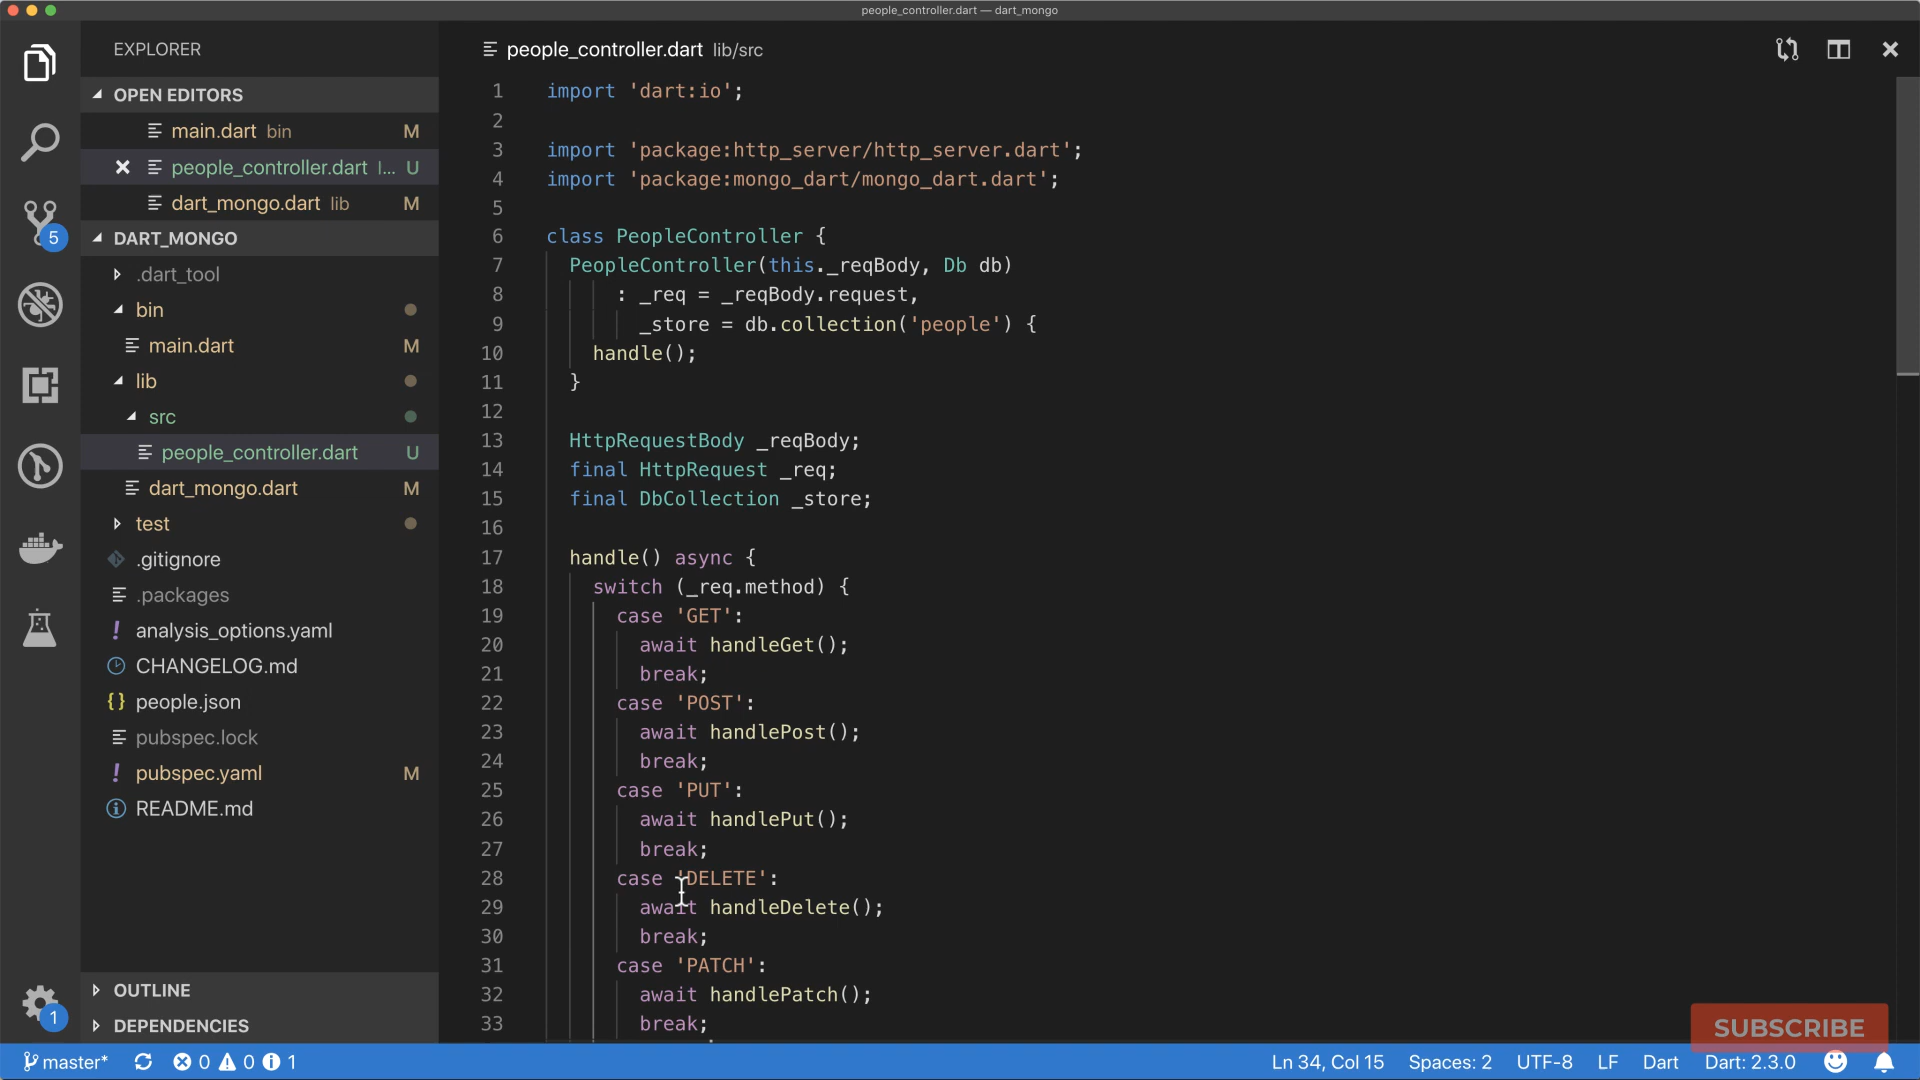 people_controller.dart — dart_mongo
EXPLORER
OPEN EDITORS
main.dart bin M
people_controller.dart l... U
dart_mongo.dart lib M
DART_MONGO
.dart_tool
bin
main.dart M
lib
src
people_controller.dart U
dart_mongo.dart M
test
.gitignore
.packages
analysis_options.yaml
CHANGELOG.md
people.json
pubspec.lock
pubspec.yaml M
README.md
OUTLINE
DEPENDENCIES
5
1
people_controller.dart lib/src
1 import 'dart:io';
2
3 import 'package:http_server/http_server.dart';
4 import 'package:mongo_dart/mongo_dart.dart';
5
6 class PeopleController {
7 PeopleController(this._reqBody, Db db)
8 : _req = _reqBody.request,
9 _store = db.collection('people') {
10 handle();
11 }
12
13 HttpRequestBody _reqBody;
14 final HttpRequest _req;
15 final DbCollection _store;
16
17 handle() async {
18 switch (_req.method) {
19 case 'GET':
20 await handleGet();
21 break;
22 case 'POST':
23 await handlePost();
24 break;
25 case 'PUT':
26 await handlePut();
27 break;
28 case 'DELETE':
29 await handleDelete();
30 break;
31 case 'PATCH':
32 await handlePatch();
33 break;
SUBSCRIBE
master* 0 0 1
Ln 34, Col 15 Spaces: 2 UTF-8 LF Dart Dart: 2.3.0